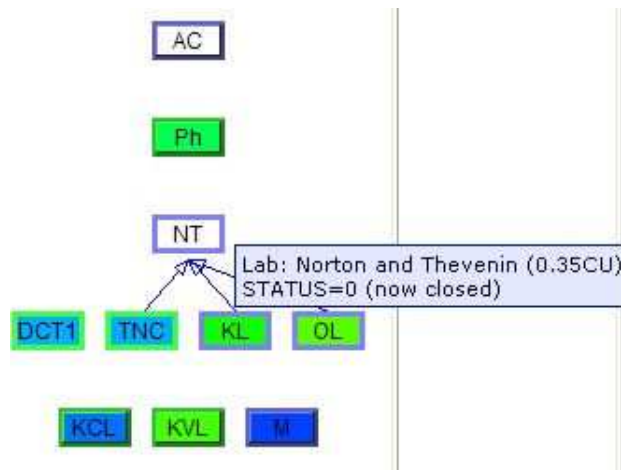 AC
Ph
NT
Lab: Norton and Thevenin (0.35CU)
STATUS=0 (now closed)
DCT1 TNC KL OL
KCL KVL M